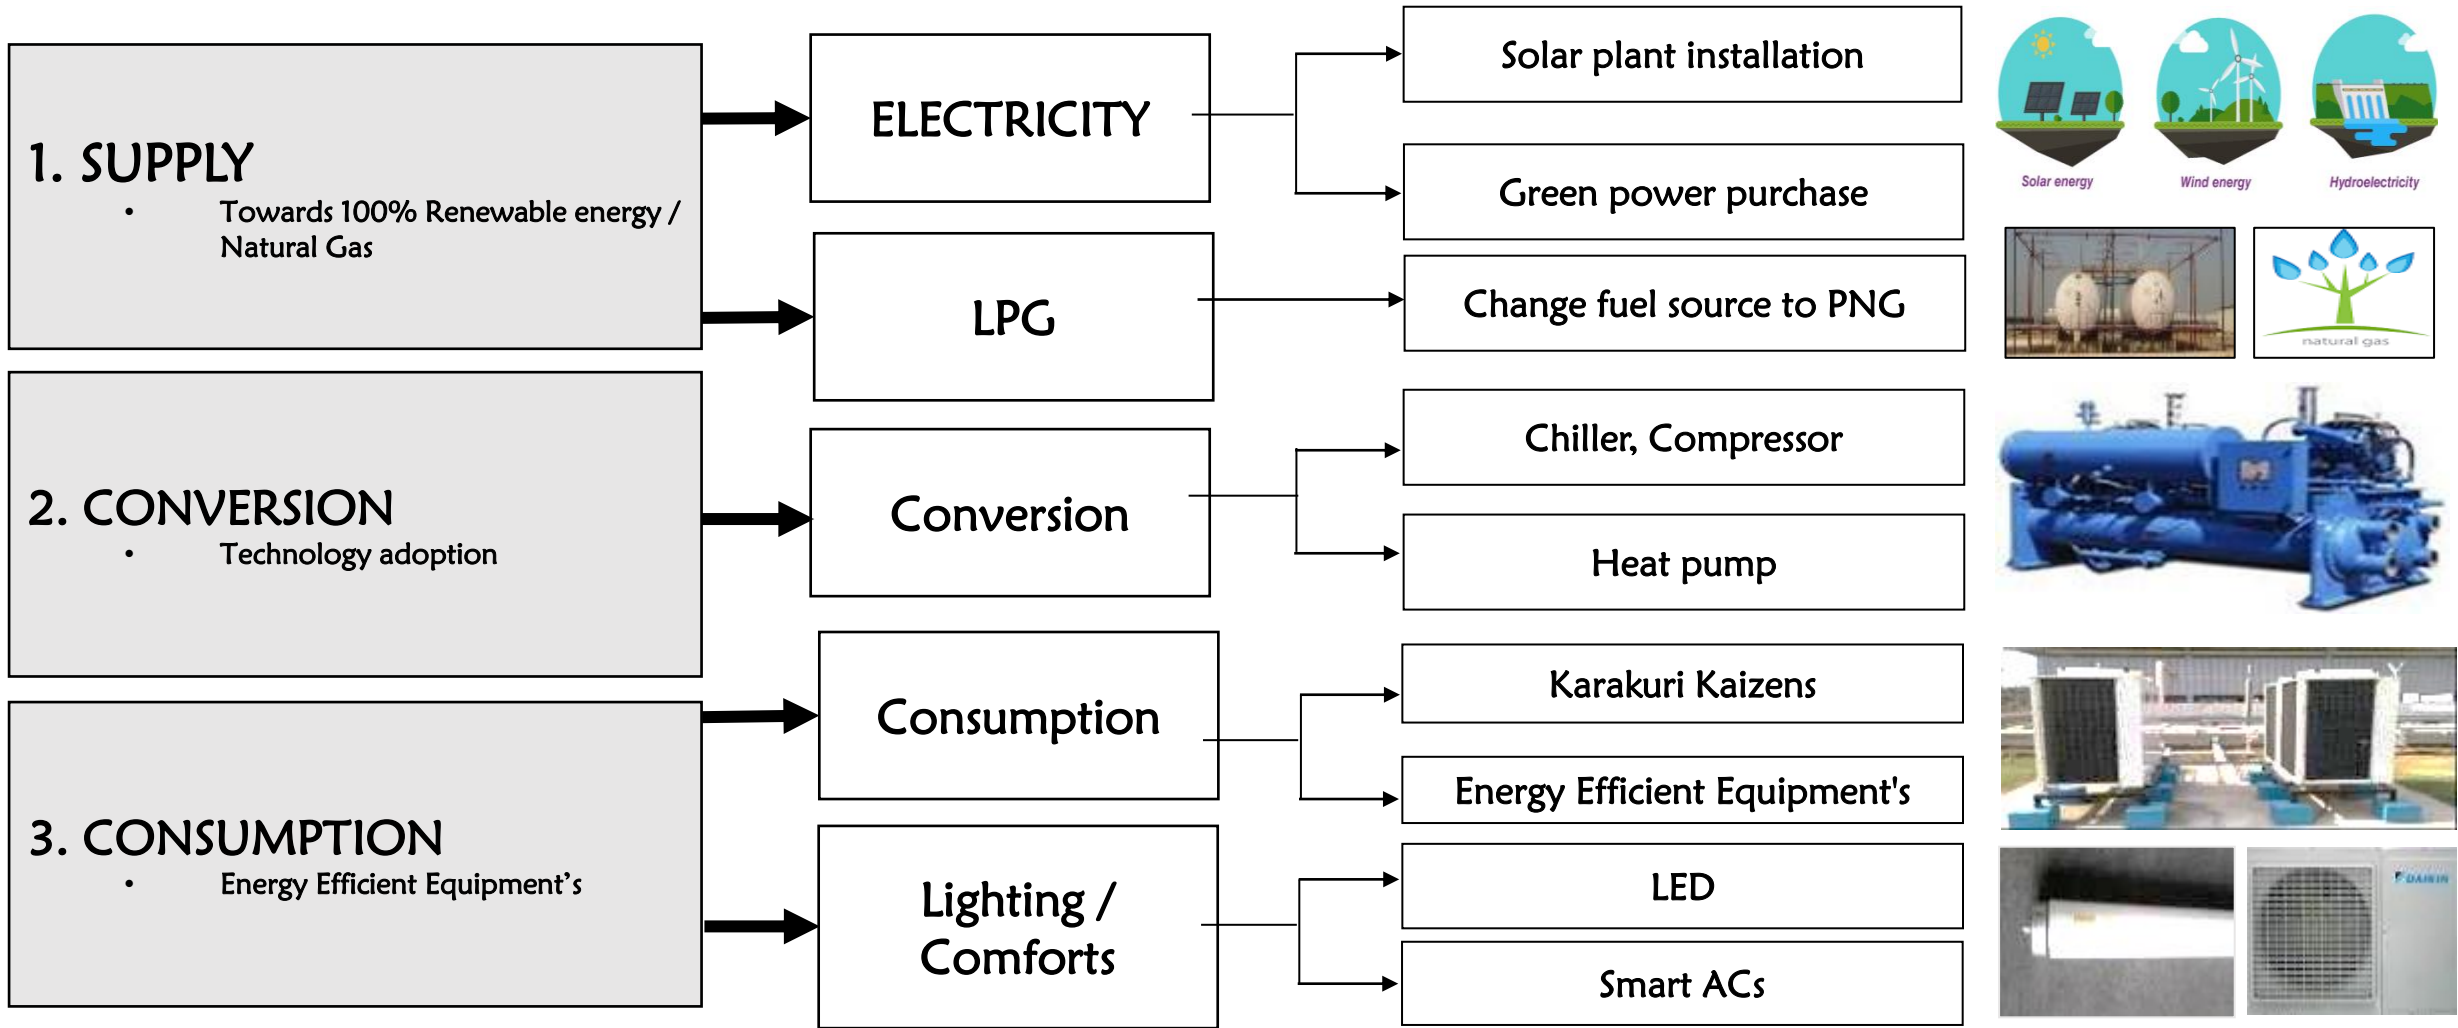 1. SUPPLY
• Towards 100% Renewable energy /
Natural Gas
2. CONVERSION
• Technology adoption
3. CONSUMPTION
• Energy Efficient Equipment’s
ELECTRICITY
LPG
Conversion
Consumption
Lighting /
Comforts
Solar plant installation
Green power purchase
Change fuel source to PNG
Chiller, Compressor
Heat pump
Karakuri Kaizens
Energy Efficient Equipment's
LED
Smart ACs
Solar energy
Wind energy
Hydroelectricity
natural gas
DAIKIN